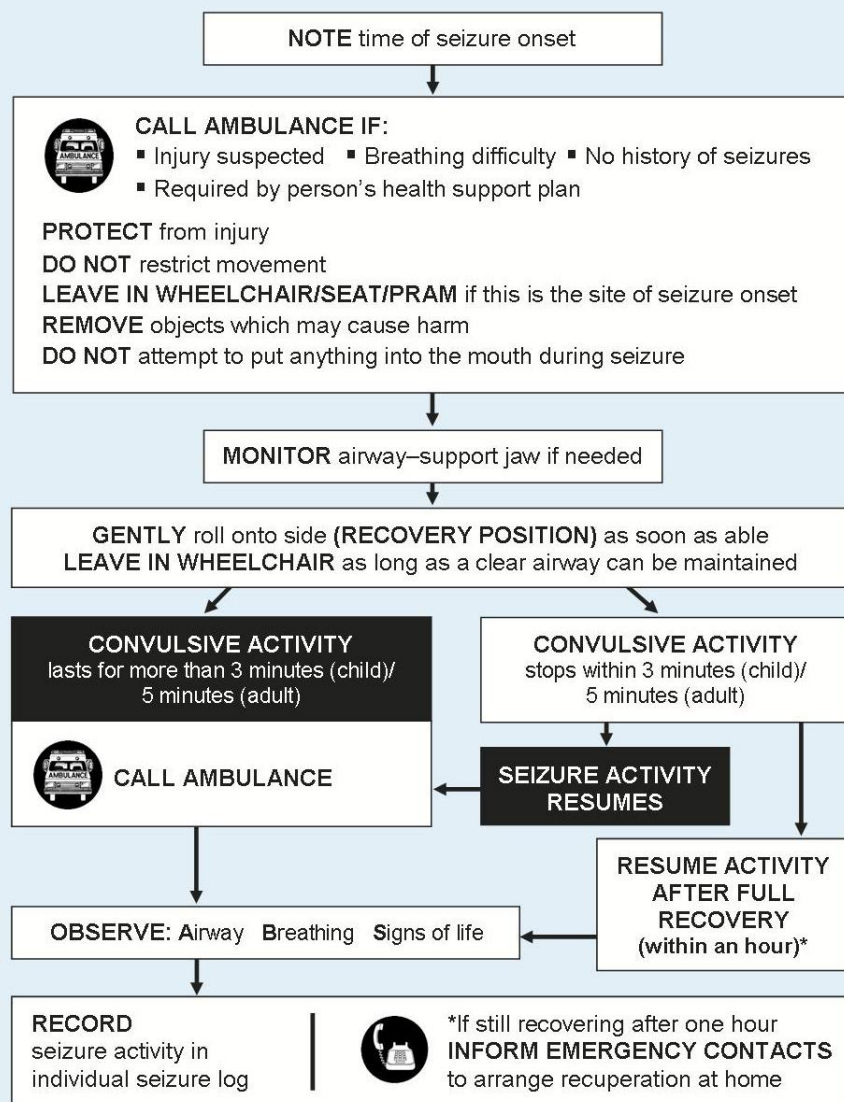 NOTE time of seizure onset
AMBULANCE
CALL AMBULANCE IF:
▪ Injury suspected ▪ Breathing difficulty ▪ No history of seizures
▪ Required by person's health support plan
PROTECT from injury
DO NOT restrict movement
LEAVE IN WHEELCHAIR/SEAT/PRAM if this is the site of seizure onset
REMOVE objects which may cause harm
DO NOT attempt to put anything into the mouth during seizure
MONITOR airway–support jaw if needed
GENTLY roll onto side (RECOVERY POSITION) as soon as able
LEAVE IN WHEELCHAIR as long as a clear airway can be maintained
CONVULSIVE ACTIVITY
lasts for more than 3 minutes (child)/
5 minutes (adult)
AMBULANCE
CALL AMBULANCE
CONVULSIVE ACTIVITY
stops within 3 minutes (child)/
5 minutes (adult)
SEIZURE ACTIVITY
RESUMES
RESUME ACTIVITY
AFTER FULL
RECOVERY
(within an hour)*
OBSERVE: Airway Breathing Signs of life
RECORD
seizure activity in
individual seizure log
*If still recovering after one hour
INFORM EMERGENCY CONTACTS
to arrange recuperation at home